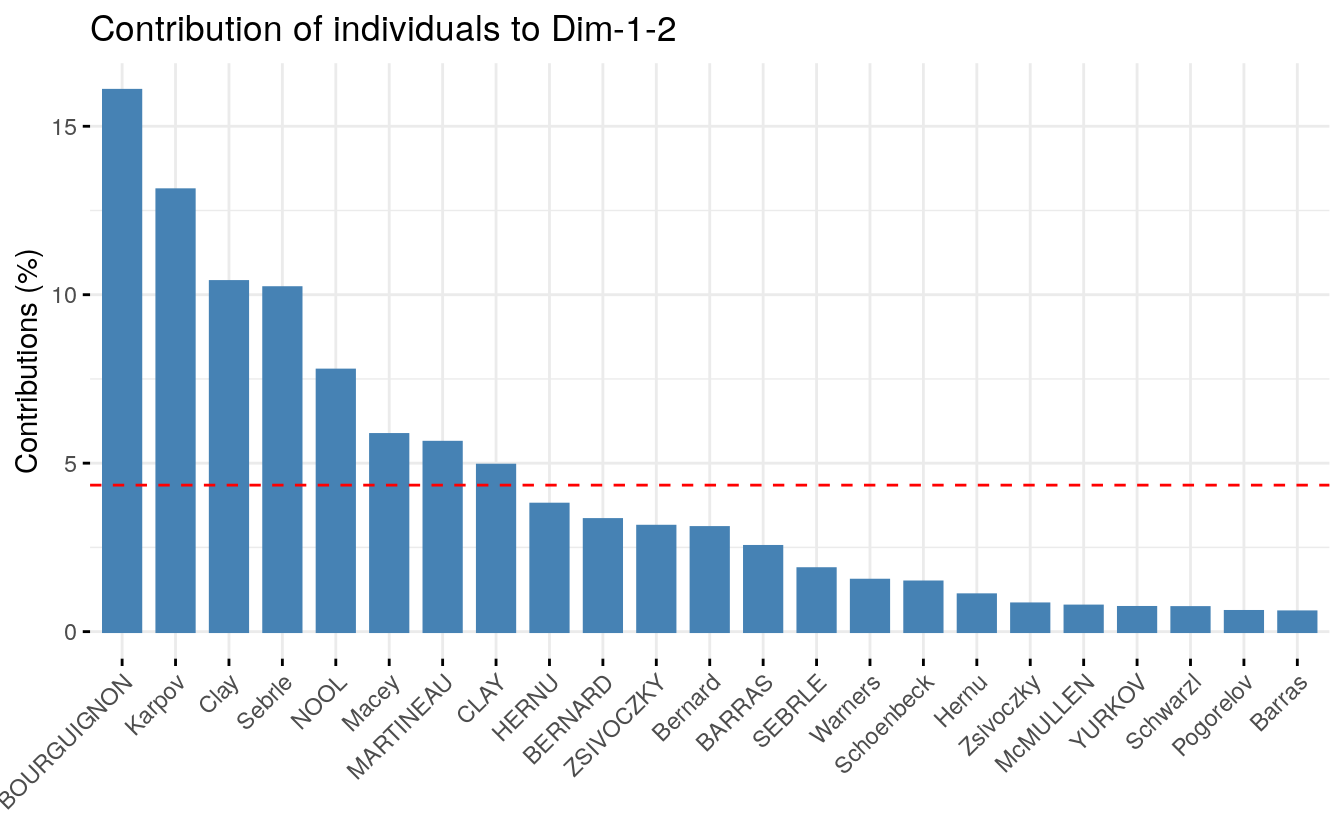 Contribution of individuals to Dim-1-2
Contributions (%)
15
10
5
0
BOURGUIGNON
Karpov
Clay
Sebrle
NOOL
Macey
MARTINEAU
CLAY
HERNU
BERNARD
ZSIVOCZKY
Bernard
BARRAS
SEBRLE
Warners
Schoenbeck
Hernu
Zsivoczky
McMULLEN
YURKOV
Schwarzl
Pogorelov
Barras